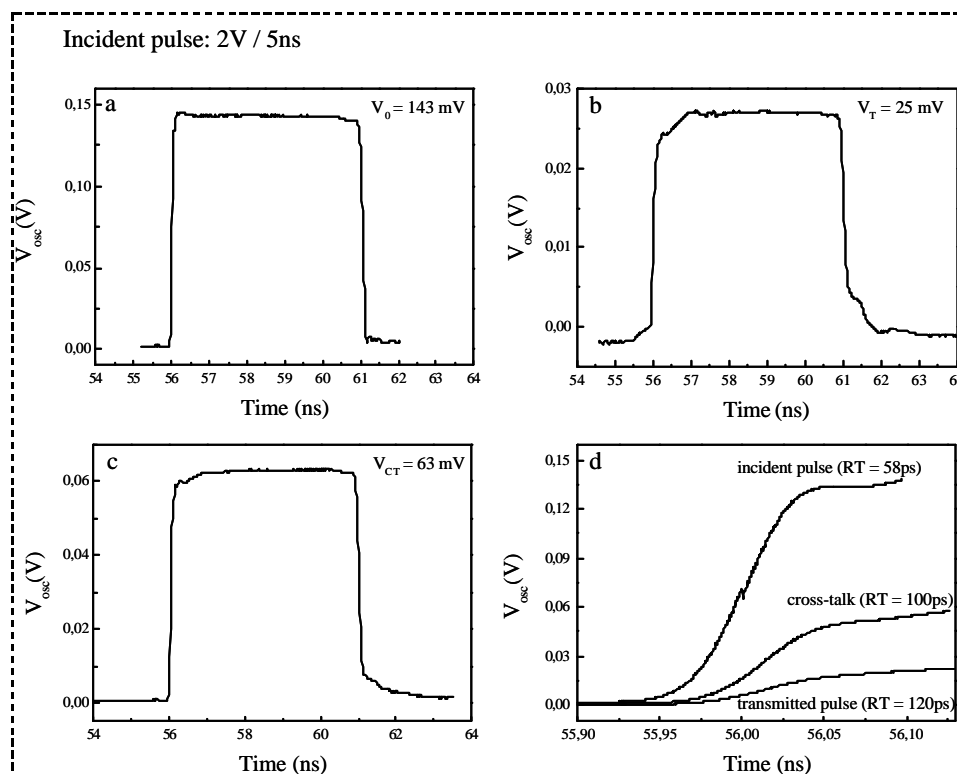 Incident pulse: 2V / 5ns
a
V0 = 143 mV
0,15
0,10
0,05
0,00
Vosc(V)
54 55 56 57 58 59 60 61 62 63 64
Time (ns)
b
VT = 25 mV
0,03
0,02
0,01
0,00
Vosc(V)
54 55 56 57 58 59 60 61 62 63 64
Time (ns)
c
VCT = 63 mV
0,06
0,04
0,02
0,00
Vosc(V)
54 56 58 60 62 64
Time (ns)
d
incident pulse (RT = 58ps)
cross-talk (RT = 100ps)
transmitted pulse (RT = 120ps)
0,15
0,12
0,09
0,06
0,03
0,00
Vosc(V)
55,90 55,95 56,00 56,05 56,10
Time (ns)